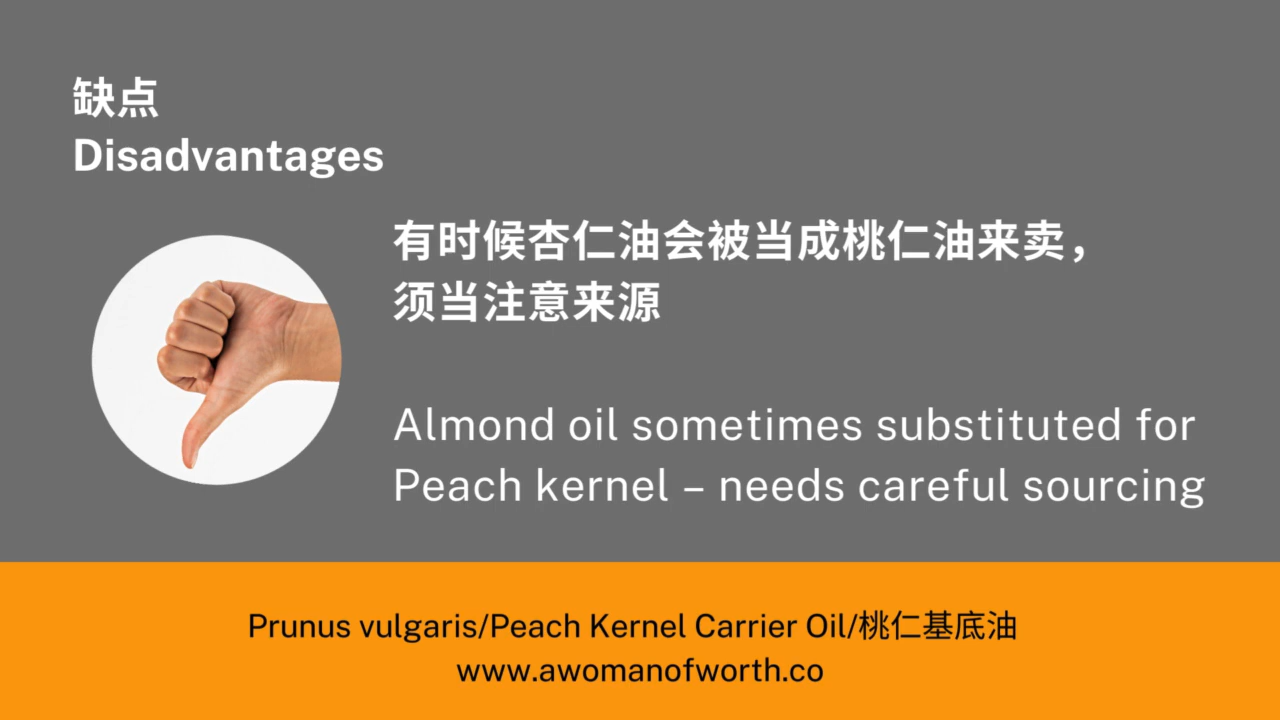 缺点
Disadvantages
有时候杏仁油会被当成桃仁油来卖，
须当注意来源
Almond oil sometimes substituted for
Peach kernel – needs careful sourcing
Prunus vulgaris/Peach Kernel Carrier Oil/桃仁基底油
www.awomanofworth.co